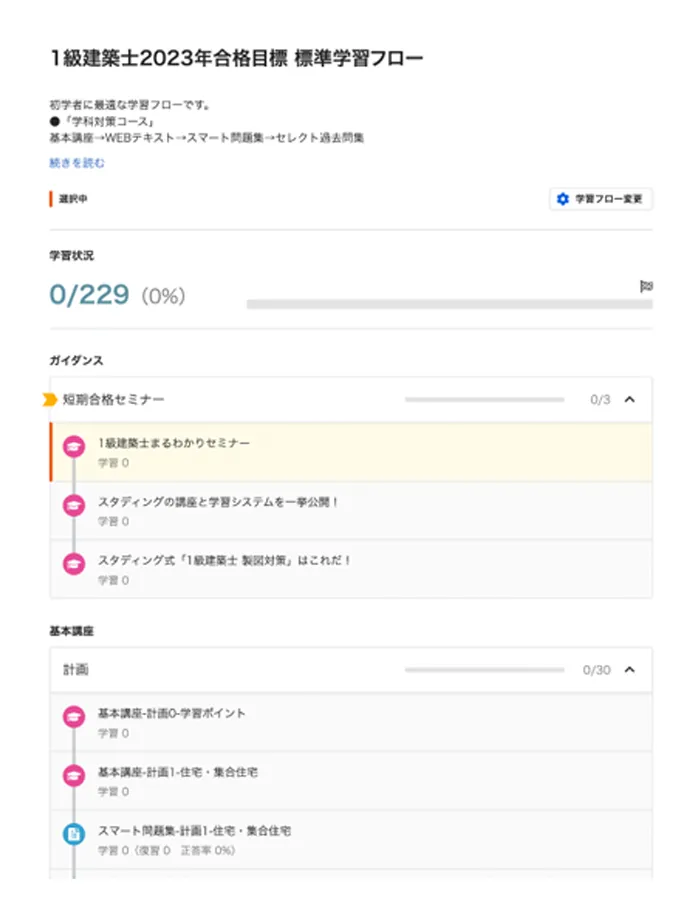 1級建築士2023年合格目標 標準学習フロー
初学者に最適な学習フローです。
●「学科対策コース」
基本講座→WEBテキスト→スマート問題集→セレクト過去問集
続きを読む
選択中
学習フロー変更
学習状況
0/229 (0%)
ガイダンス
短期合格セミナー 0/3
1級建築士まるわかりセミナー
学習 0
スタディングの講座と学習システムを一挙公開！
学習 0
スタディング式「1級建築士 製図対策」はこれだ！
学習 0
基本講座
計画 0/30
基本講座-計画0-学習ポイント
学習 0
基本講座-計画1-住宅・集合住宅
学習 0
スマート問題集-計画1-住宅・集合住宅
学習 0（復習 0　正答率 0%）